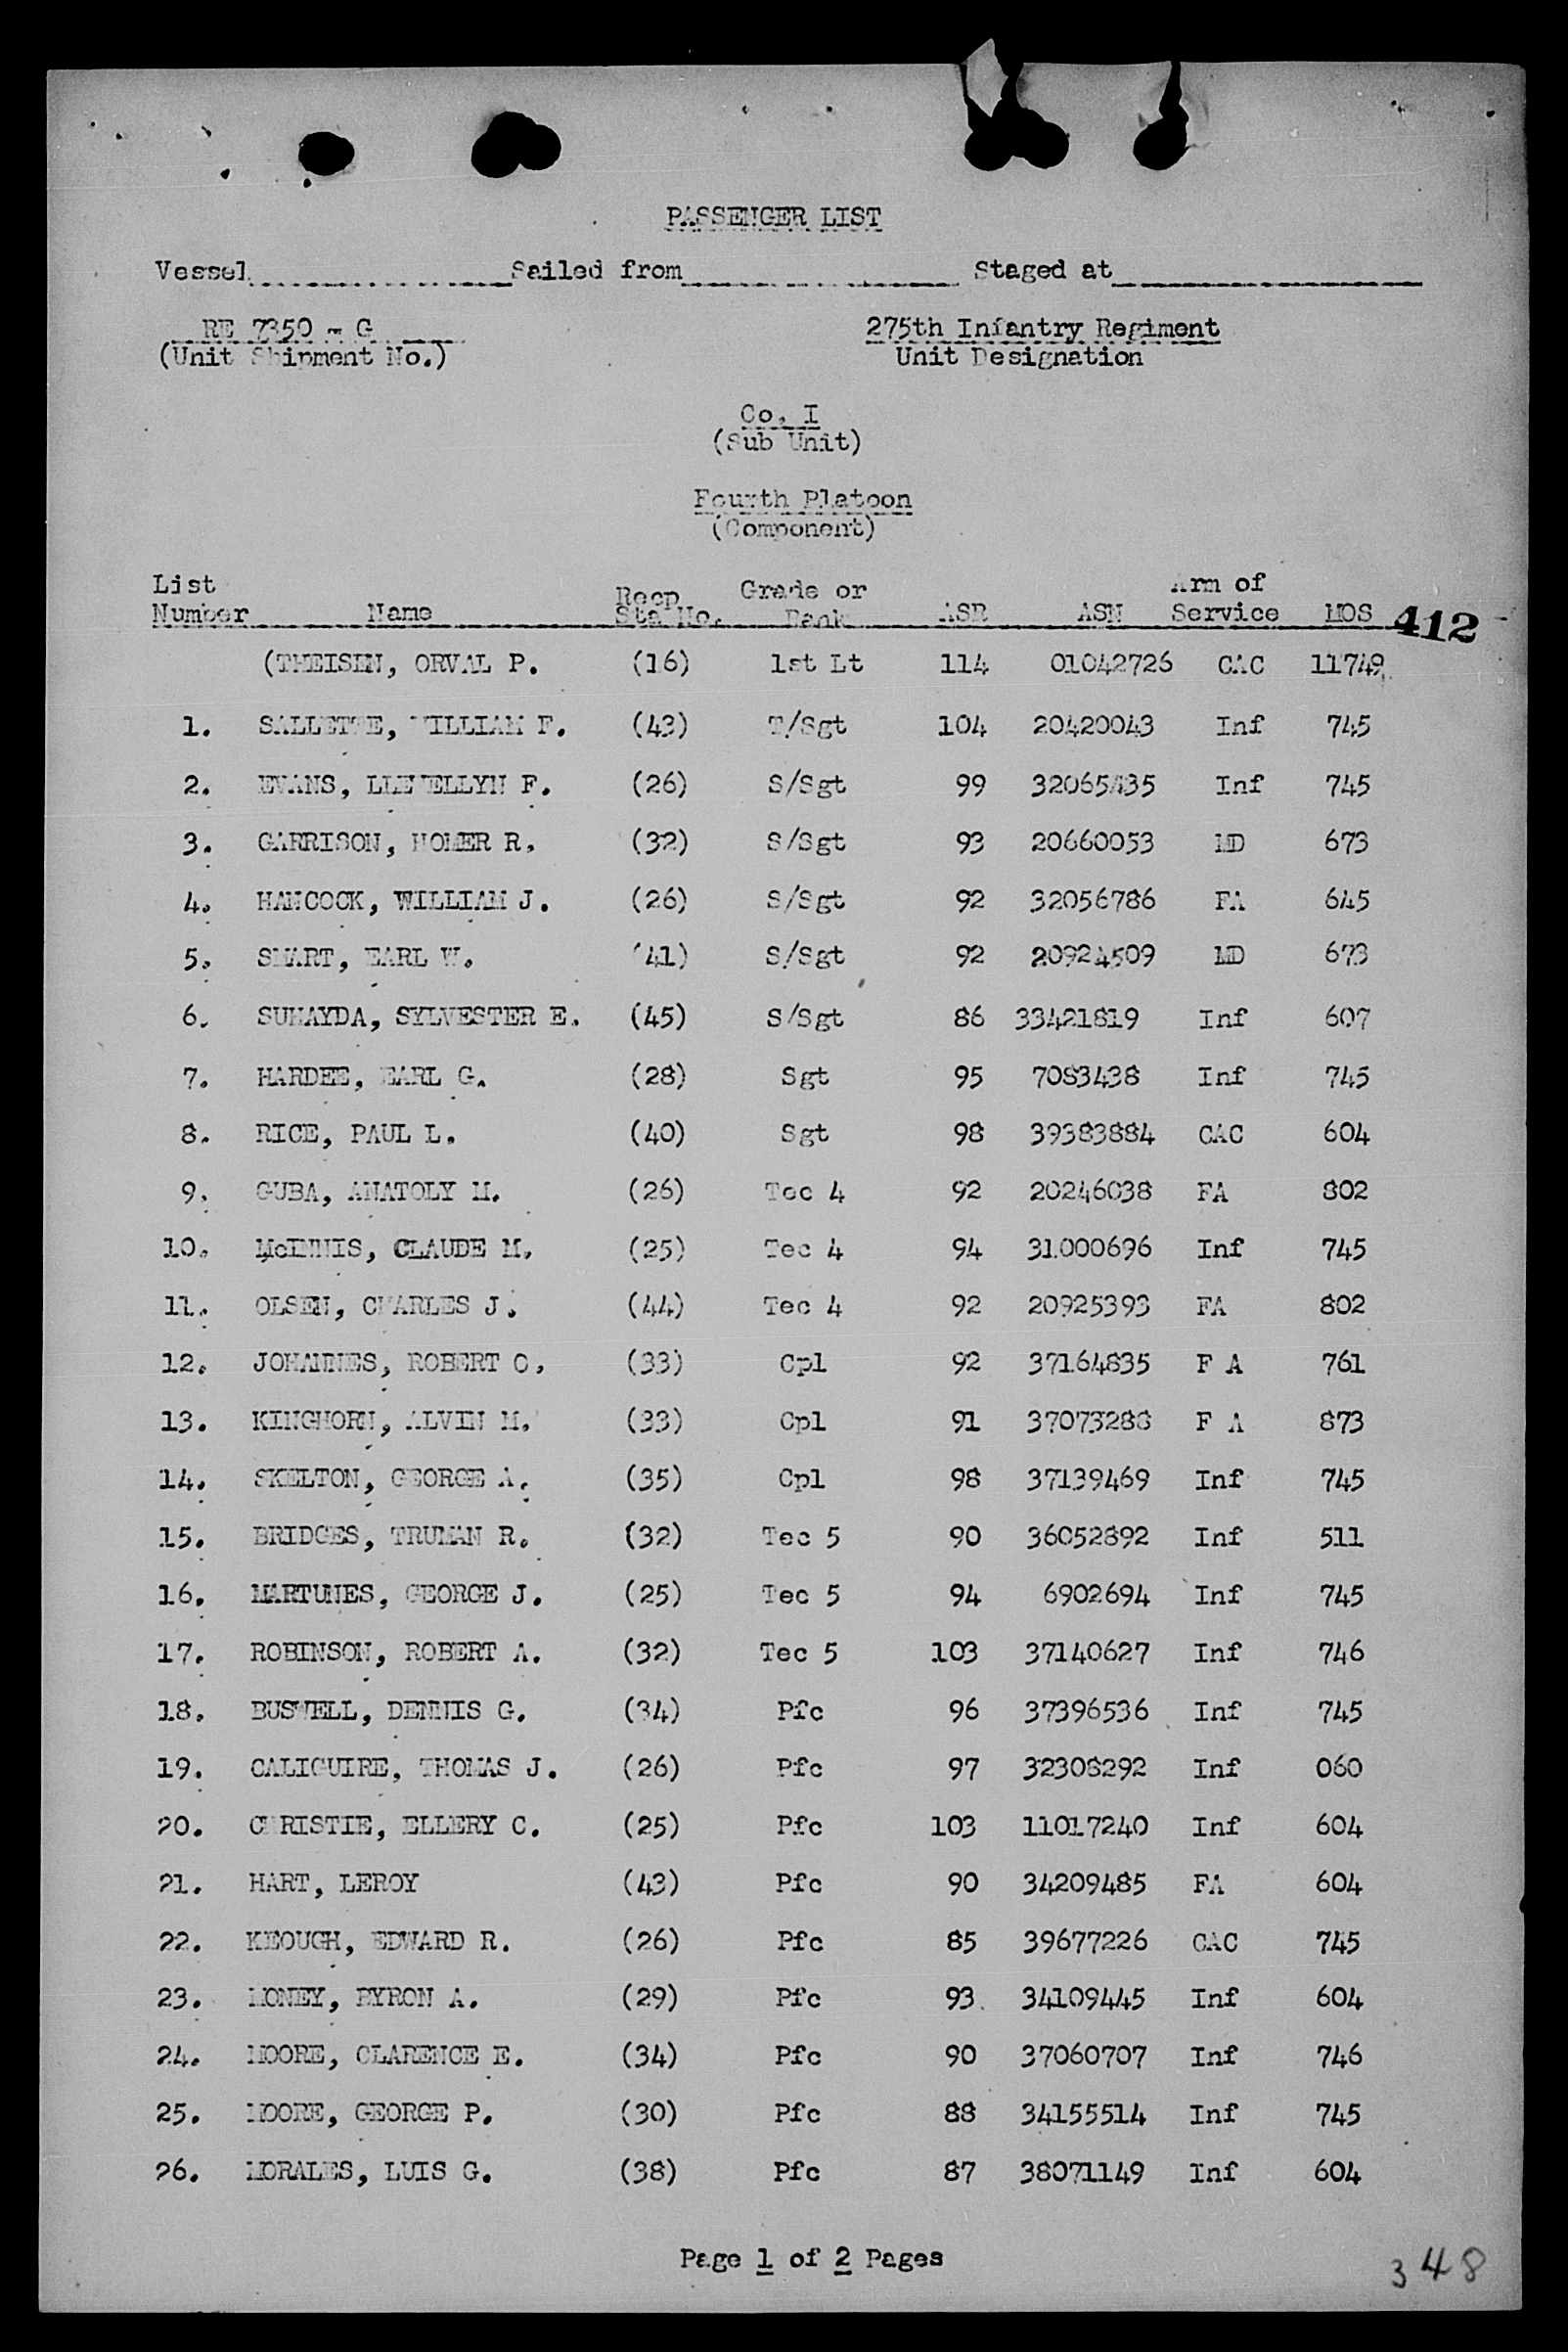 PASSENGER LIST
Vessel Sailed from Staged at
RE 7350 - G 275th Infantry Regiment
(Unit Shipment No.) Unit Designation
Co. I
(Sub Unit)
Fourth Platoon
(Component)
List Recp Grade or Arm of
Number Name Sta No. Rank ASR ASN Service MOS 412
(THEISEN, ORVAL P. (16) 1st Lt 114 01042726 CAC 11749
1. SALLETTE, WILLIAM F. (43) T/Sgt 104 20420043 Inf 745
2. EVANS, LLEWELLYN F. (26) S/Sgt 99 32065435 Inf 745
3. GARRISON, HOMER R. (32) S/Sgt 93 20660053 MD 673
4. HANCOCK, WILLIAM J. (26) S/Sgt 92 32056786 FA 645
5. SMART, EARL W. (41) S/Sgt 92 20924509 MD 673
6. SUHAYDA, SYLVESTER E. (45) S/Sgt 86 33421819 Inf 607
7. HARDEE, EARL G. (28) Sgt 95 7083438 Inf 745
8. RICE, PAUL L. (40) Sgt 98 39383884 CAC 604
9. GUBA, ANATOLY M. (26) Tec 4 92 20246038 FA 802
10. McINNIS, CLAUDE M. (25) Tec 4 94 31000696 Inf 745
11. OLSEN, CHARLES J. (44) Tec 4 92 20925393 FA 802
12. JOHANNES, ROBERT O. (33) Cpl 92 37164835 F A 761
13. KINGHORN, ALVIN M. (33) Cpl 91 37073288 F A 873
14. SKELTON, GEORGE A. (35) Cpl 98 37139469 Inf 745
15. BRIDGES, TRUMAN R. (32) Tec 5 90 36052892 Inf 511
16. MARTUNES, GEORGE J. (25) Tec 5 94 6902694 Inf 745
17. ROBINSON, ROBERT A. (32) Tec 5 103 37140627 Inf 746
18. BUSWELL, DENNIS G. (34) Pfc 96 37396536 Inf 745
19. CALIGUIRE, THOMAS J. (26) Pfc 97 32308292 Inf 060
20. CHRISTIE, ELLERY C. (25) Pfc 103 11017240 Inf 604
21. HART, LEROY (43) Pfc 90 34209485 FA 604
22. KEOUGH, EDWARD R. (26) Pfc 85 39677226 CAC 745
23. MONEY, BYRON A. (29) Pfc 93 34109445 Inf 604
24. MOORE, CLARENCE E. (34) Pfc 90 37060707 Inf 746
25. MOORE, GEORGE P. (30) Pfc 88 34155514 Inf 745
26. MORALES, LUIS G. (38) Pfc 87 38071149 Inf 604
Page 1 of 2 Pages
348